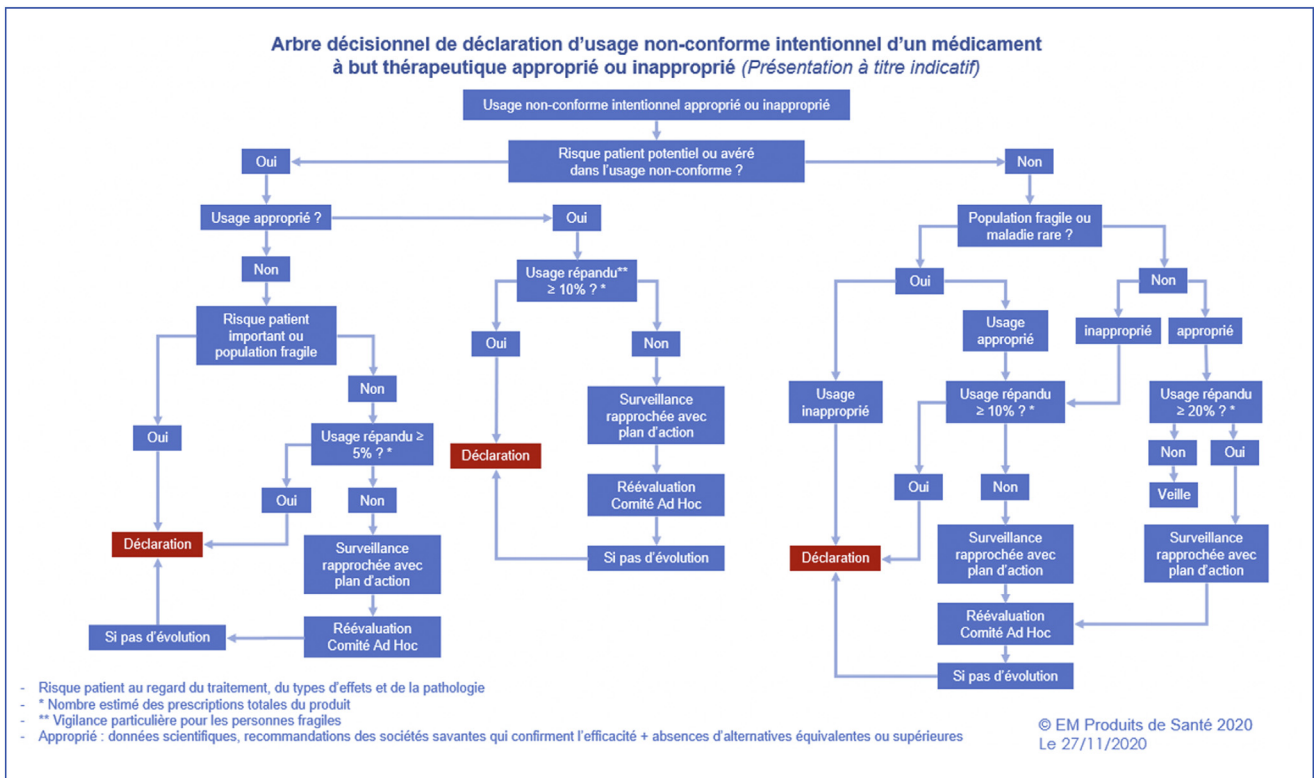 Arbre décisionnel de déclaration d'usage non-conforme intentionnel d'un médicament
à but thérapeutique approprié ou inapproprié (Présentation à titre indicatif)
Usage non-conforme intentionnel approprié ou inapproprié
Risque patient potentiel ou avéré
dans l'usage non-conforme ?
Oui
Non
Usage approprié ?
Oui
Population fragile ou
maladie rare ?
Non
Usage répandu**
≥ 10% ? *
Oui
Non
Risque patient
important ou
population fragile
Oui
Non
Usage
approprié
inapproprié
approprié
Non
Surveillance
rapprochée avec
plan d'action
Usage
inapproprié
Usage répandu
≥10% ? *
Usage répandu
≥20% ? *
Oui
Usage répandu ≥
5% ? *
Déclaration
Non
Oui
Oui
Non
Réévaluation
Comité Ad Hoc
Oui
Non
Veille
Déclaration
Surveillance
rapprochée avec
plan d'action
Si pas d'évolution
Déclaration
Surveillance
rapprochée avec
plan d'action
Surveillance
rapprochée avec
plan d'action
Si pas d'évolution
Réévaluation
Comité Ad Hoc
Réévaluation
Comité Ad Hoc
Si pas d'évolution
- Risque patient au regard du traitement, du types d'effets et de la pathologie
- * Nombre estimé des prescriptions totales du produit
- ** Vigilance particulière pour les personnes fragiles
- Approprié : données scientifiques, recommandations des sociétés savantes qui confirment l'efficacité + absences d'alternatives équivalentes ou supérieures
© EM Produits de Santé 2020
Le 27/11/2020